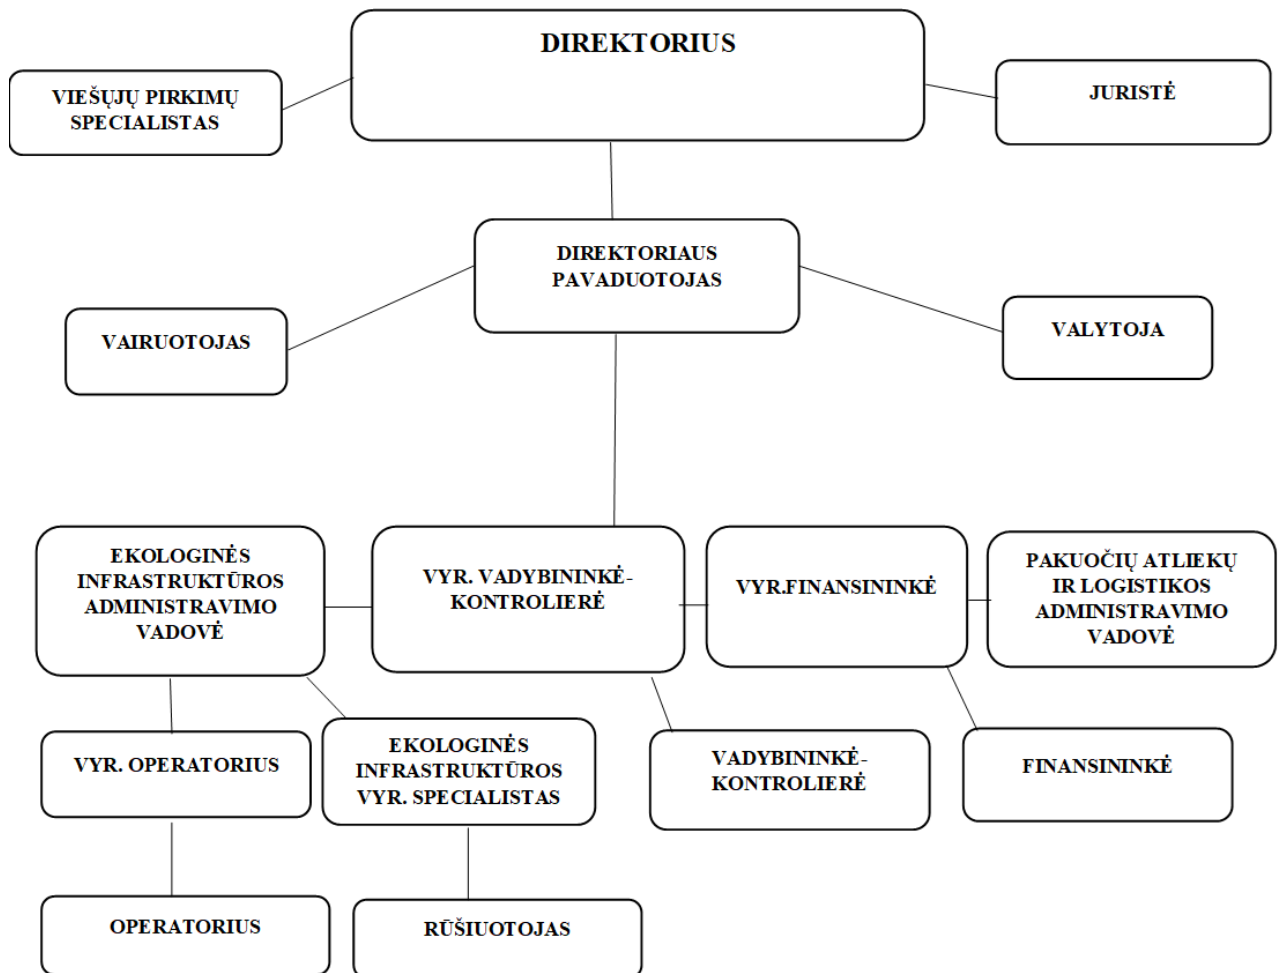 DIREKTORIUS
VIEŠŲJŲ PIRKIMŲ
SPECIALISTAS
JURISTĖ
DIREKTORIAUS
PAVADUOTOJAS
VAIRUOTOJAS
VALYTOJA
EKOLOGINĖS
INFRASTRUKTŪROS
ADMINISTRAVIMO
VADOVĖ
VYR. VADYBININKĖ-
KONTROLIERĖ
VYR.FINANSININKĖ
PAKUOČIŲ ATLIEKŲ
IR LOGISTIKOS
ADMINISTRAVIMO
VADOVĖ
VYR. OPERATORIUS
EKOLOGINĖS
INFRASTRUKTŪROS
VYR. SPECIALISTAS
VADYBININKĖ-
KONTROLIERĖ
FINANSININKĖ
OPERATORIUS
RŪŠIUOTOJAS